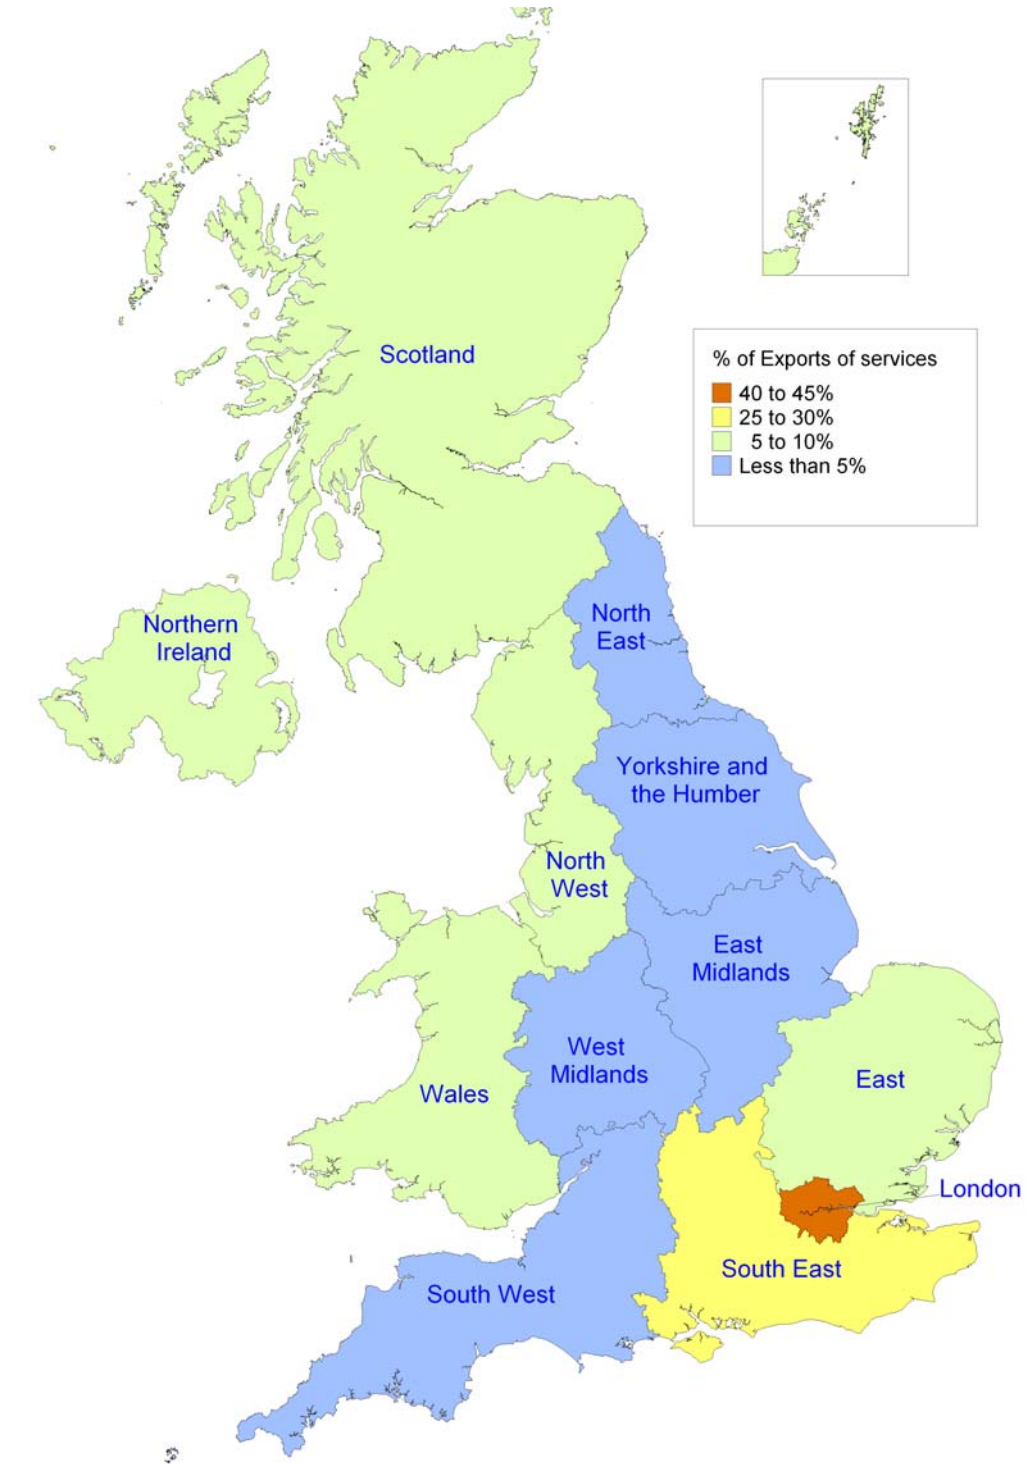 Scotland
% of Exports of services
40 to 45%
25 to 30%
5 to 10%
Less than 5%
North
East
Northern
Ireland
Yorkshire and
the Humber
North
West
East
Midlands
West
Midlands
Wales
East
London
South East
South West